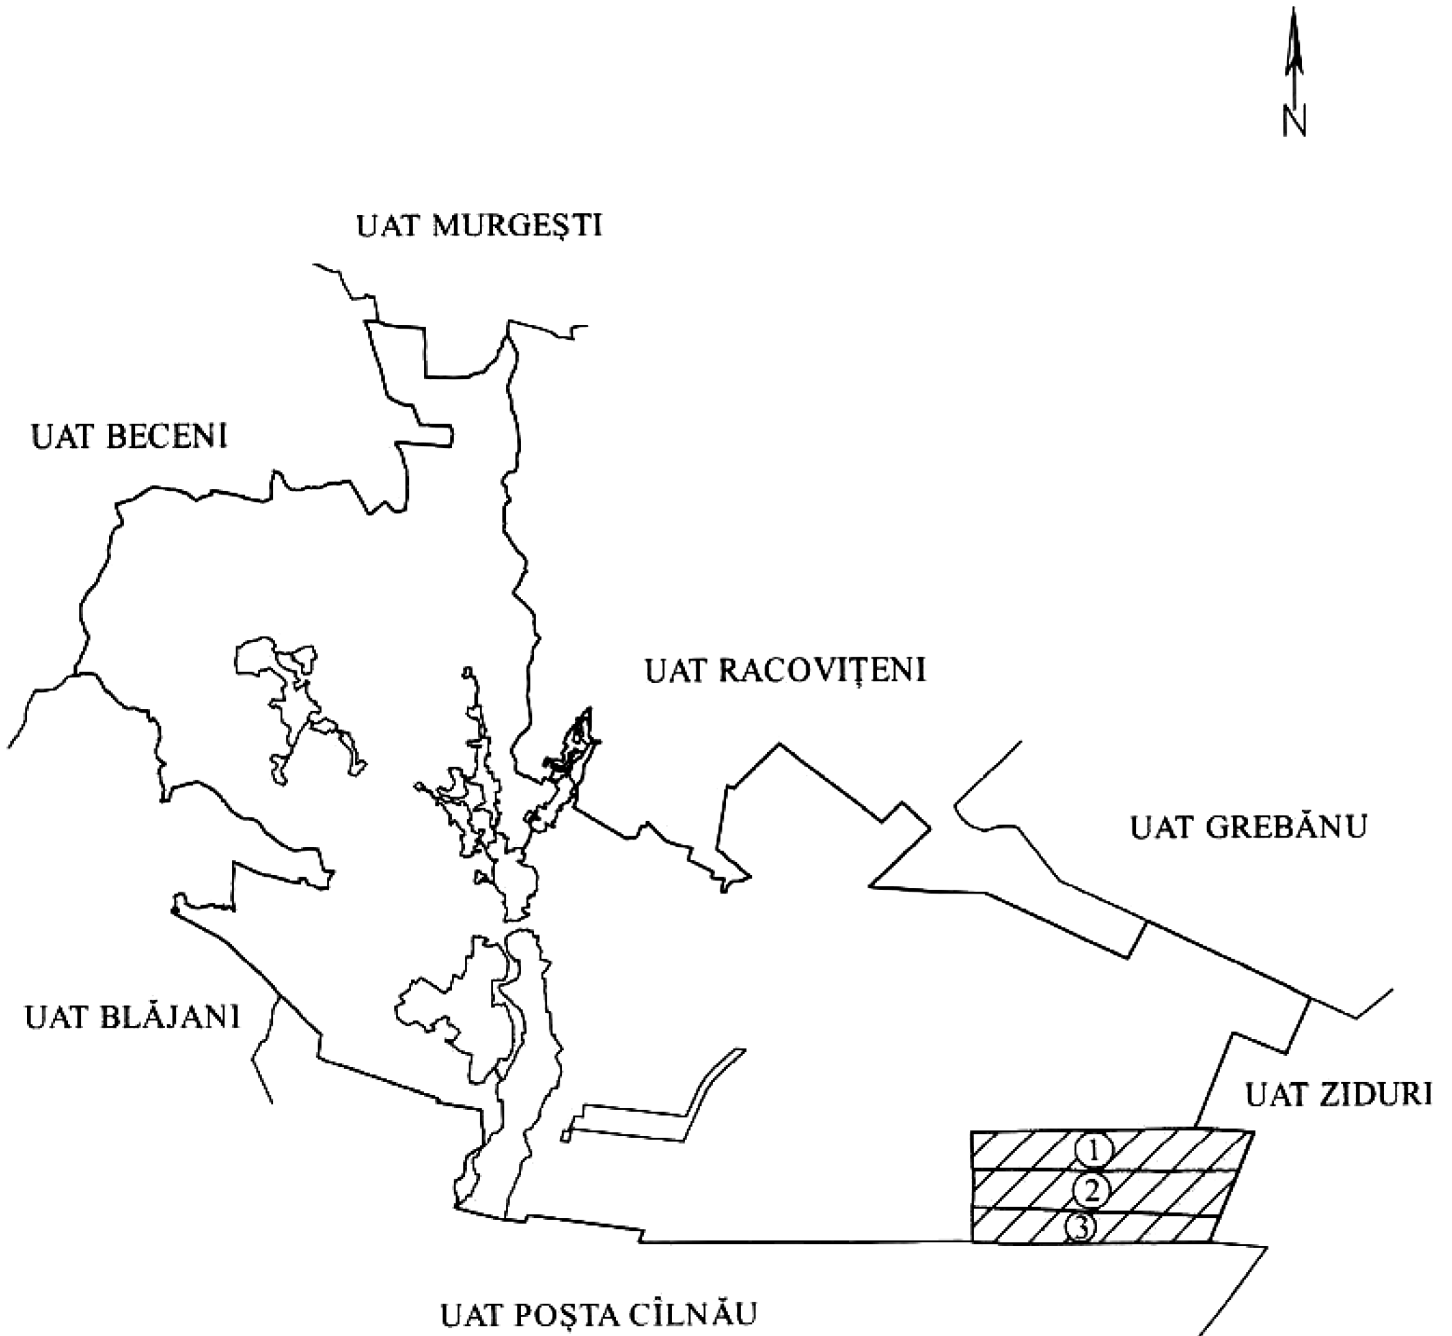 N
UAT MURGEȘTI
UAT BECENI
UAT RACOVIȚENI
UAT GREBĂNU
UAT BLĂJANI
UAT ZIDURI
1
2
3
UAT POȘTA CÎLNĂU